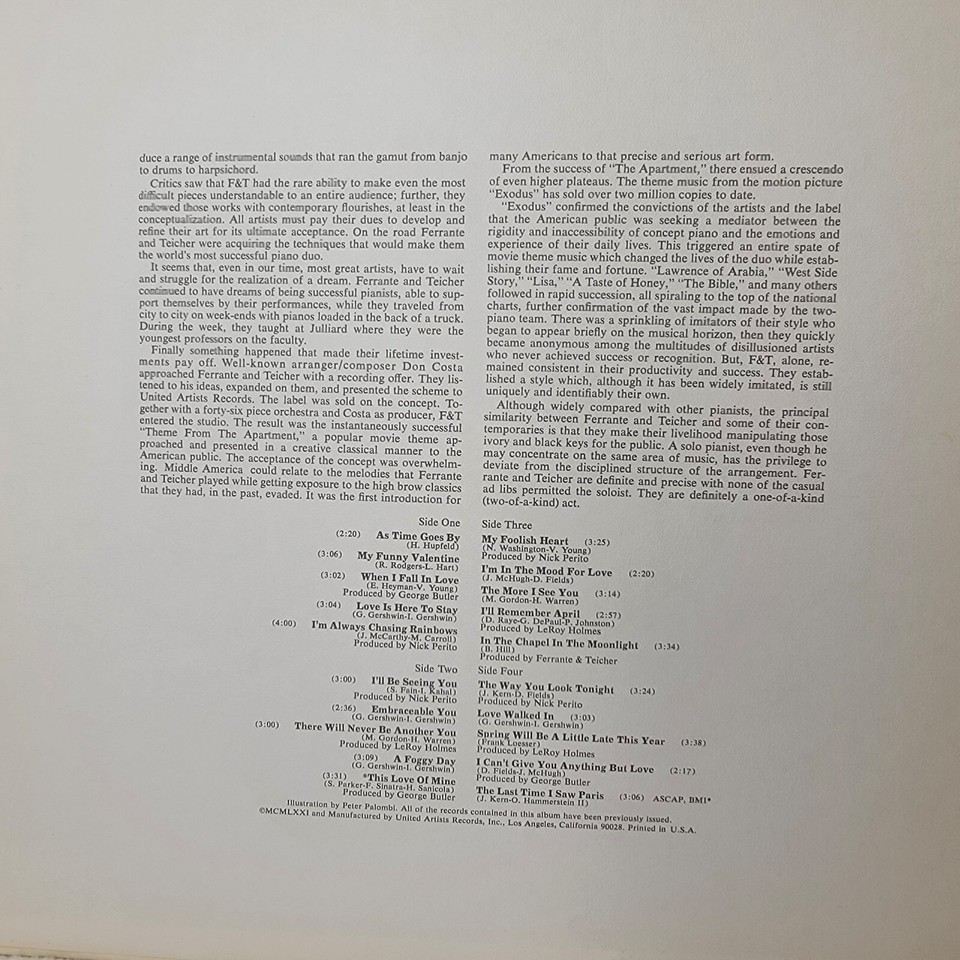 duce a range of instrumental sounds that ran the gamut from banjo
to drums to harpsichord.
Critics saw that F&T had the rare ability to make even the most
difficult pieces understandable to an entire audience; further, they
endowed those works with contemporary flourishes, at least in the
conceptualization. All artists must pay their dues to develop and
refine their art for its ultimate acceptance. On the road Ferrante
and Teicher were acquiring the techniques that would make them
the world's most successful piano duo.
It seems that, even in our time, most great artists, have to wait
and struggle for the realization of a dream. Ferrante and Teicher
continued to have dreams of being successful pianists, able to sup-
port themselves by their performances, while they traveled from
city to city on week-ends with pianos loaded in the back of a truck.
During the week, they taught at Julliard where they were the
youngest professors on the faculty.
Finally something happened that made their lifetime invest-
ments pay off. Well-known arranger/composer Don Costa
approached Ferrante and Teicher with a recording offer. They lis-
tened to his ideas, expanded on them, and presented the scheme to
United Artists Records. The label was sold on the concept. To-
gether with a forty-six piece orchestra and Costa as producer, F&T
entered the studio. The result was the instantaneously successful
"Theme From The Apartment," a popular movie theme ap-
proached and presented in a creative classical manner to the
American public. The acceptance of the concept was overwhelm-
ing. Middle America could relate to the melodies that Ferrante
and Teicher played while getting exposure to the high brow classics
that they had, in the past, evaded. It was the first introduction for
many Americans to that precise and serious art form.
From the success of "The Apartment," there ensued a crescendo
of even higher plateaus. The theme music from the motion picture
"Exodus" has sold over two million copies to date.
"Exodus" confirmed the convictions of the artists and the label
that the American public was seeking a mediator between the
rigidity and inaccessibility of concept piano and the emotions and
experience of their daily lives. This triggered an entire spate of
movie theme music which changed the lives of the duo while estab-
lishing their fame and fortune. "Lawrence of Arabia," "West Side
Story," "Lisa," "A Taste of Honey," "The Bible," and many others
followed in rapid succession, all spiraling to the top of the national
charts, further confirmation of the vast impact made by the two-
piano team. There was a sprinkling of imitators of their style who
began to appear briefly on the musical horizon, then they quickly
became anonymous among the multitudes of disillusioned artists
who never achieved success or recognition. But, F&T, alone, re-
mained consistent in their productivity and success. They estab-
lished a style which, although it has been widely imitated, is still
uniquely and identifiably their own.
Although widely compared with other pianists, the principal
similarity between Ferrante and Teicher and some of their con-
temporaries is that they make their livelihood manipulating those
ivory and black keys for the public. A solo pianist, even though he
may concentrate on the same area of music, has the privilege to
deviate from the disciplined structure of the arrangement. Fer-
rante and Teicher are definite and precise with none of the casual
ad libs permitted the soloist. They are definitely a one-of-a-kind
(two-of-a-kind) act.
Side One
(2:20) As Time Goes By
(H. Hupfeld)
(3:06) My Funny Valentine
(R. Rodgers-L. Hart)
(3:02) When I Fall In Love
(E. Heyman-V. Young)
Produced by George Butler
(3:04) Love Is Here To Stay
(G. Gershwin-I. Gershwin)
(4:00) I'm Always Chasing Rainbows
(J. McCarthy-M. Carroll)
Produced by Nick Perito
Side Two
(3:00) I'll Be Seeing You
(S. Fain-I. Kahal)
Produced by Nick Perito
(2:36) Embraceable You
(G. Gershwin-I. Gershwin)
(3:00) There Will Never Be Another You
(M. Gordon-H. Warren)
Produced by LeRoy Holmes
(3:09) A Foggy Day
(G. Gershwin-I. Gershwin)
(3:31) *This Love Of Mine
(S. Parker-F. Sinatra-H. Sanicola)
Produced by George Butler
Side Three
My Foolish Heart (3:25)
(N. Washington-V. Young)
Produced by Nick Perito
I'm In The Mood For Love (2:20)
(J. McHugh-D. Fields)
The More I See You (3:14)
(M. Gordon-H. Warren)
I'll Remember April (2:57)
(D. Raye-G. DePaul-P. Johnston)
Produced by LeRoy Holmes
In The Chapel In The Moonlight (3:34)
(B. Hill)
Produced by Ferrante & Teicher
Side Four
The Way You Look Tonight (3:24)
(J. Kern-D. Fields)
Produced by Nick Perito
Love Walked In (3:03)
(G. Gershwin-I. Gershwin)
Spring Will Be A Little Late This Year (3:38)
(Frank Loesser)
Produced by LeRoy Holmes
I Can't Give You Anything But Love (2:17)
(D. Fields-J. McHugh)
Produced by George Butler
The Last Time I Saw Paris (3:06) ASCAP, BMI*
(J. Kern-O. Hammerstein II)
Illustration by Peter Palombi. All of the records contained in this album have been previously issued.
©MCMLXXI and Manufactured by United Artists Records, Inc., Los Angeles, California 90028. Printed in U.S.A.